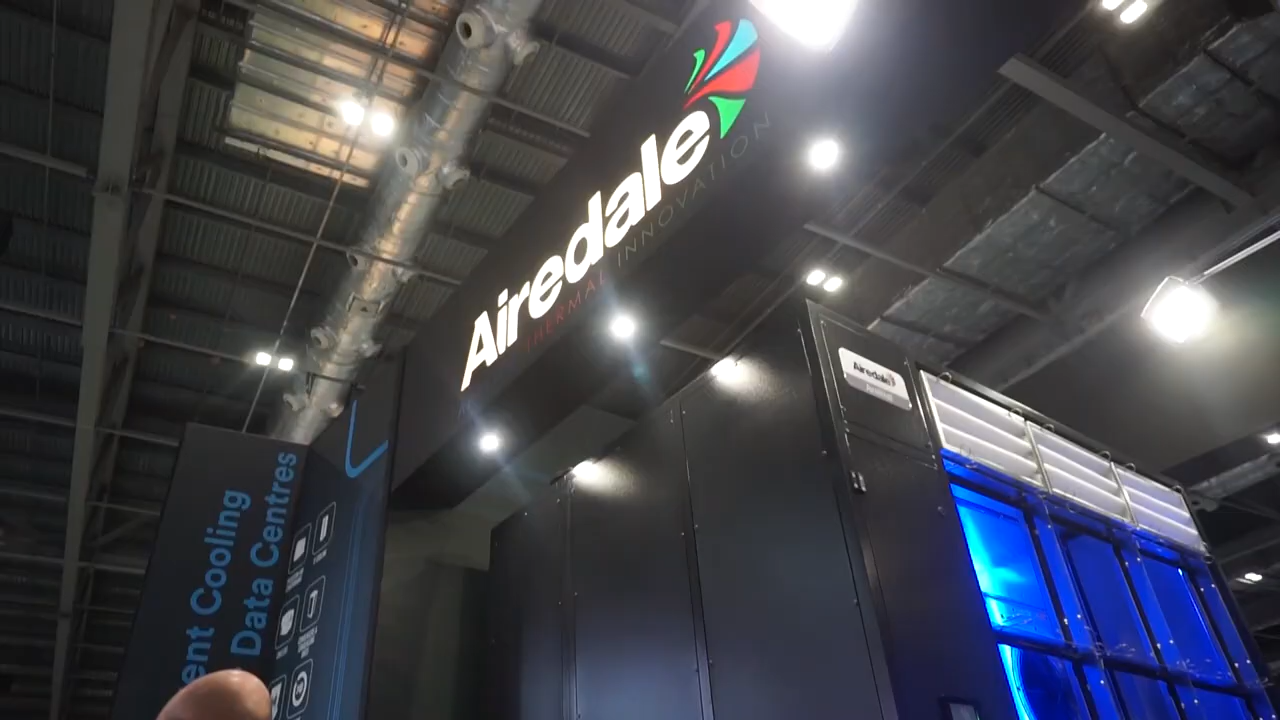 Airedale
THERMAL INNOVATION
Airedale
ent Cooling
Data Centres